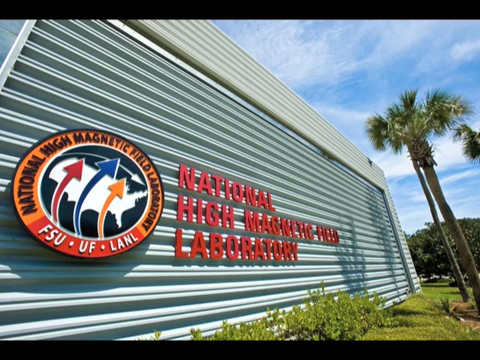 NATIONAL HIGH MAGNETIC FIELD LABORATORY
FSU • UF • LANL
NATIONAL
HIGH MAGNETIC FIELD
LABORATORY